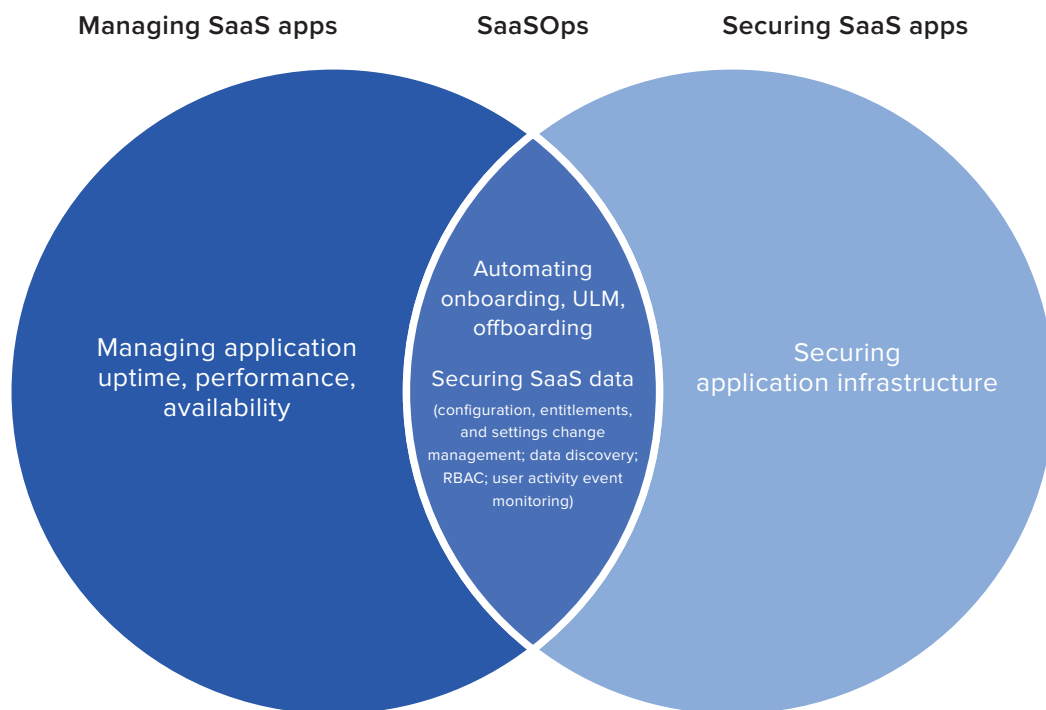 Managing SaaS apps
SaaSOps
Securing SaaS apps
Managing application
uptime, performance,
availability
Automating
onboarding, ULM,
offboarding
Securing SaaS data
(configuration, entitlements,
and settings change
management; data discovery;
RBAC; user activity event
monitoring)
Securing
application infrastructure